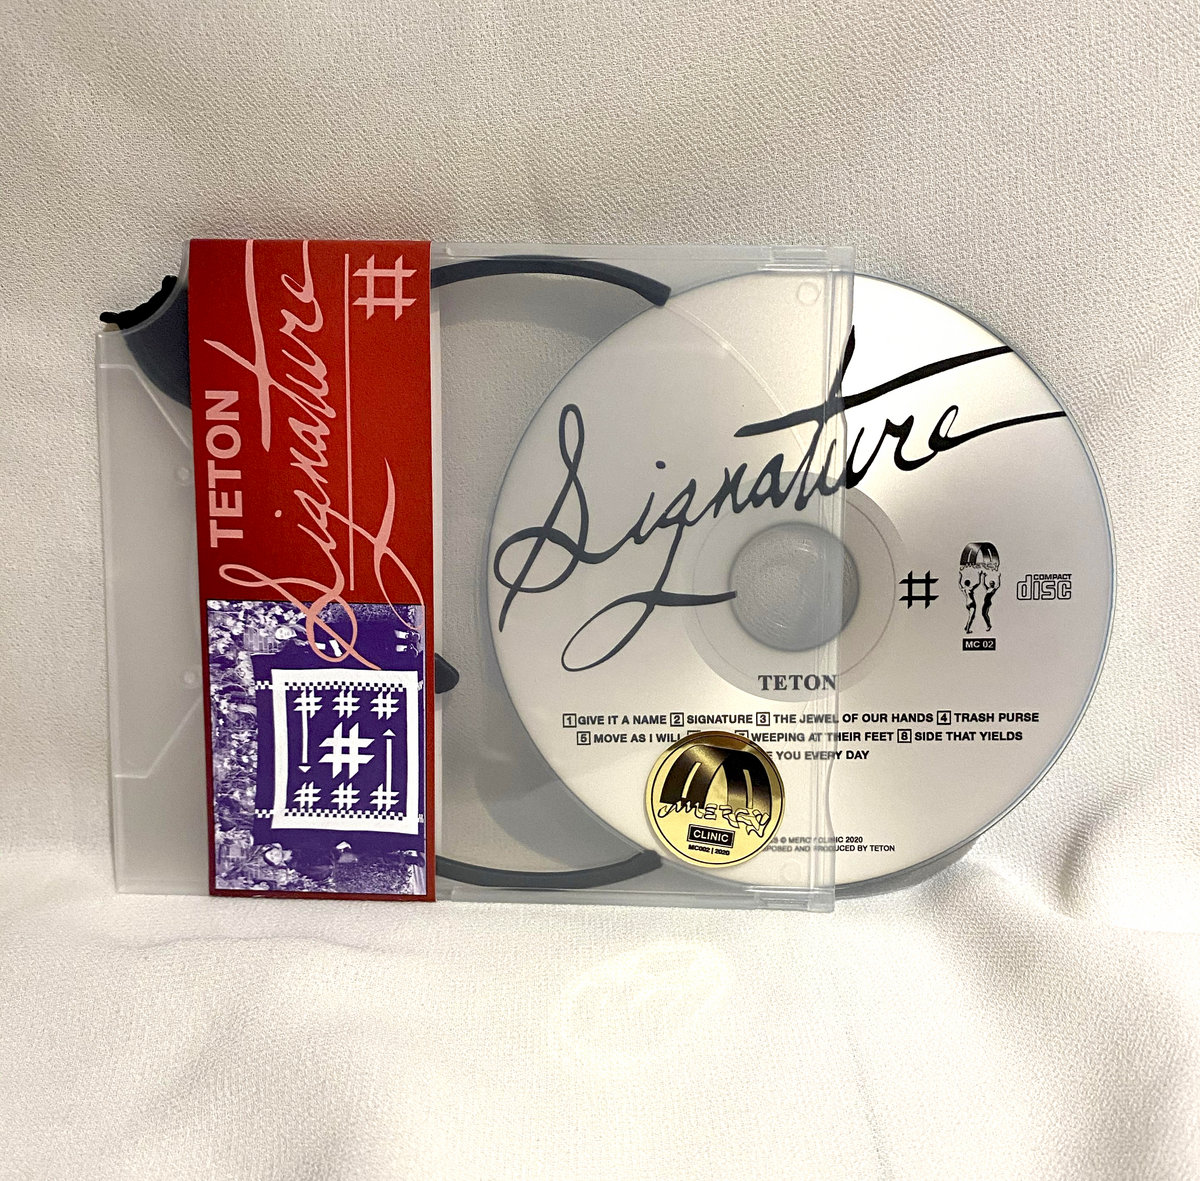 TETON
Signature
#
Signature
#
COMPACT
disc
MC 02
TETON
1 GIVE IT A NAME 2 SIGNATURE 3 THE JEWEL OF OUR HANDS 4 TRASH PURSE
5 MOVE AS I WILL 7 WEEPING AT THEIR FEET 8 SIDE THAT YIELDS
YOU EVERY DAY
MERCY
CLINIC
MC002 | 2020
© MERCY CLINIC 2020
AND PRODUCED BY TETON